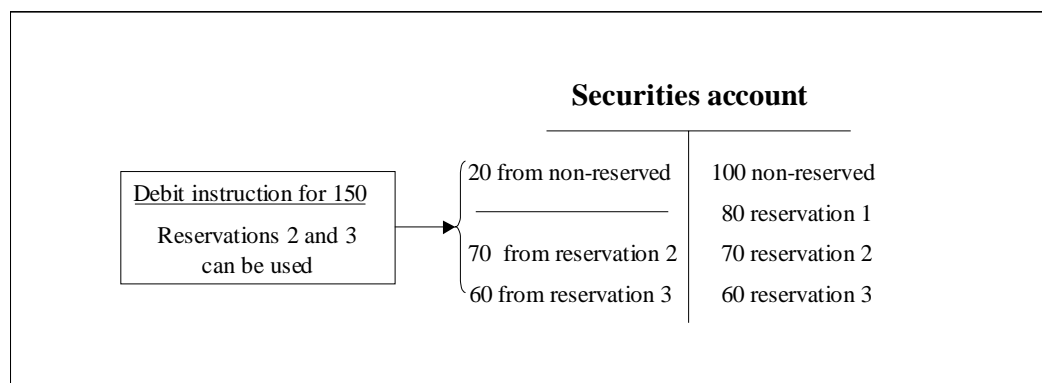 Securities account
Debit instruction for 150
Reservations 2 and 3
can be used
20 from non-reserved
70 from reservation 2
60 from reservation 3
100 non-reserved
80 reservation 1
70 reservation 2
60 reservation 3